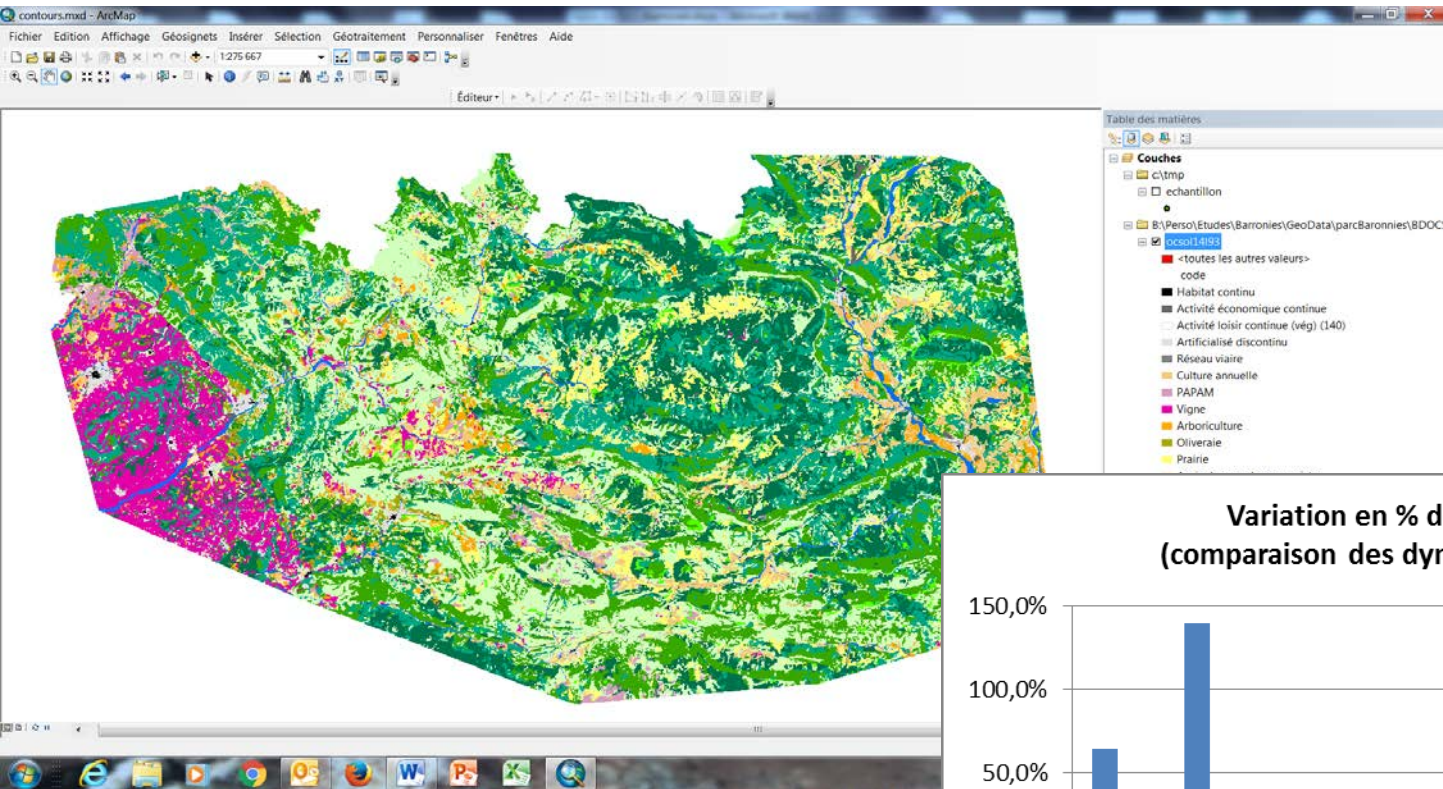 contours.mxd - ArcMap
Fichier Edition Affichage Géosignets Insérer Sélection Géotraitement Personnaliser Fenêtres Aide
1:275 667
Éditeur
Table des matières
Couches
c:\tmp
echantillon
B:\Perso\Etudes\Barronies\GeoData\parcBaronnies\BDOCS
ocsol14l93
<toutes les autres valeurs>
code
Habitat continu
Activité économique continue
Activité loisir continue (vég) (140)
Artificialisé discontinu
Réseau viaire
Culture annuelle
PAPAM
Vigne
Arboriculture
Oliveraie
Prairie
Variation en % d
(comparaison des dyn
150,0%
100,0%
50,0%